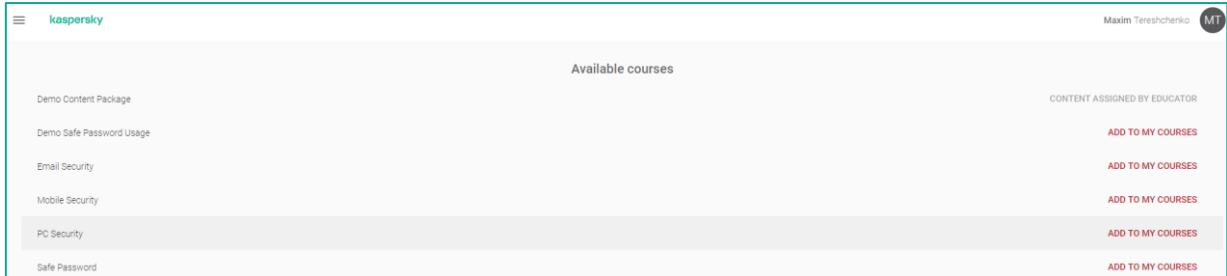 kaspersky
Maxim Tereshchenko MT
Available courses
Demo Content Package CONTENT ASSIGNED BY EDUCATOR
Demo Safe Password Usage ADD TO MY COURSES
Email Security ADD TO MY COURSES
Mobile Security ADD TO MY COURSES
PC Security ADD TO MY COURSES
Safe Password ADD TO MY COURSES